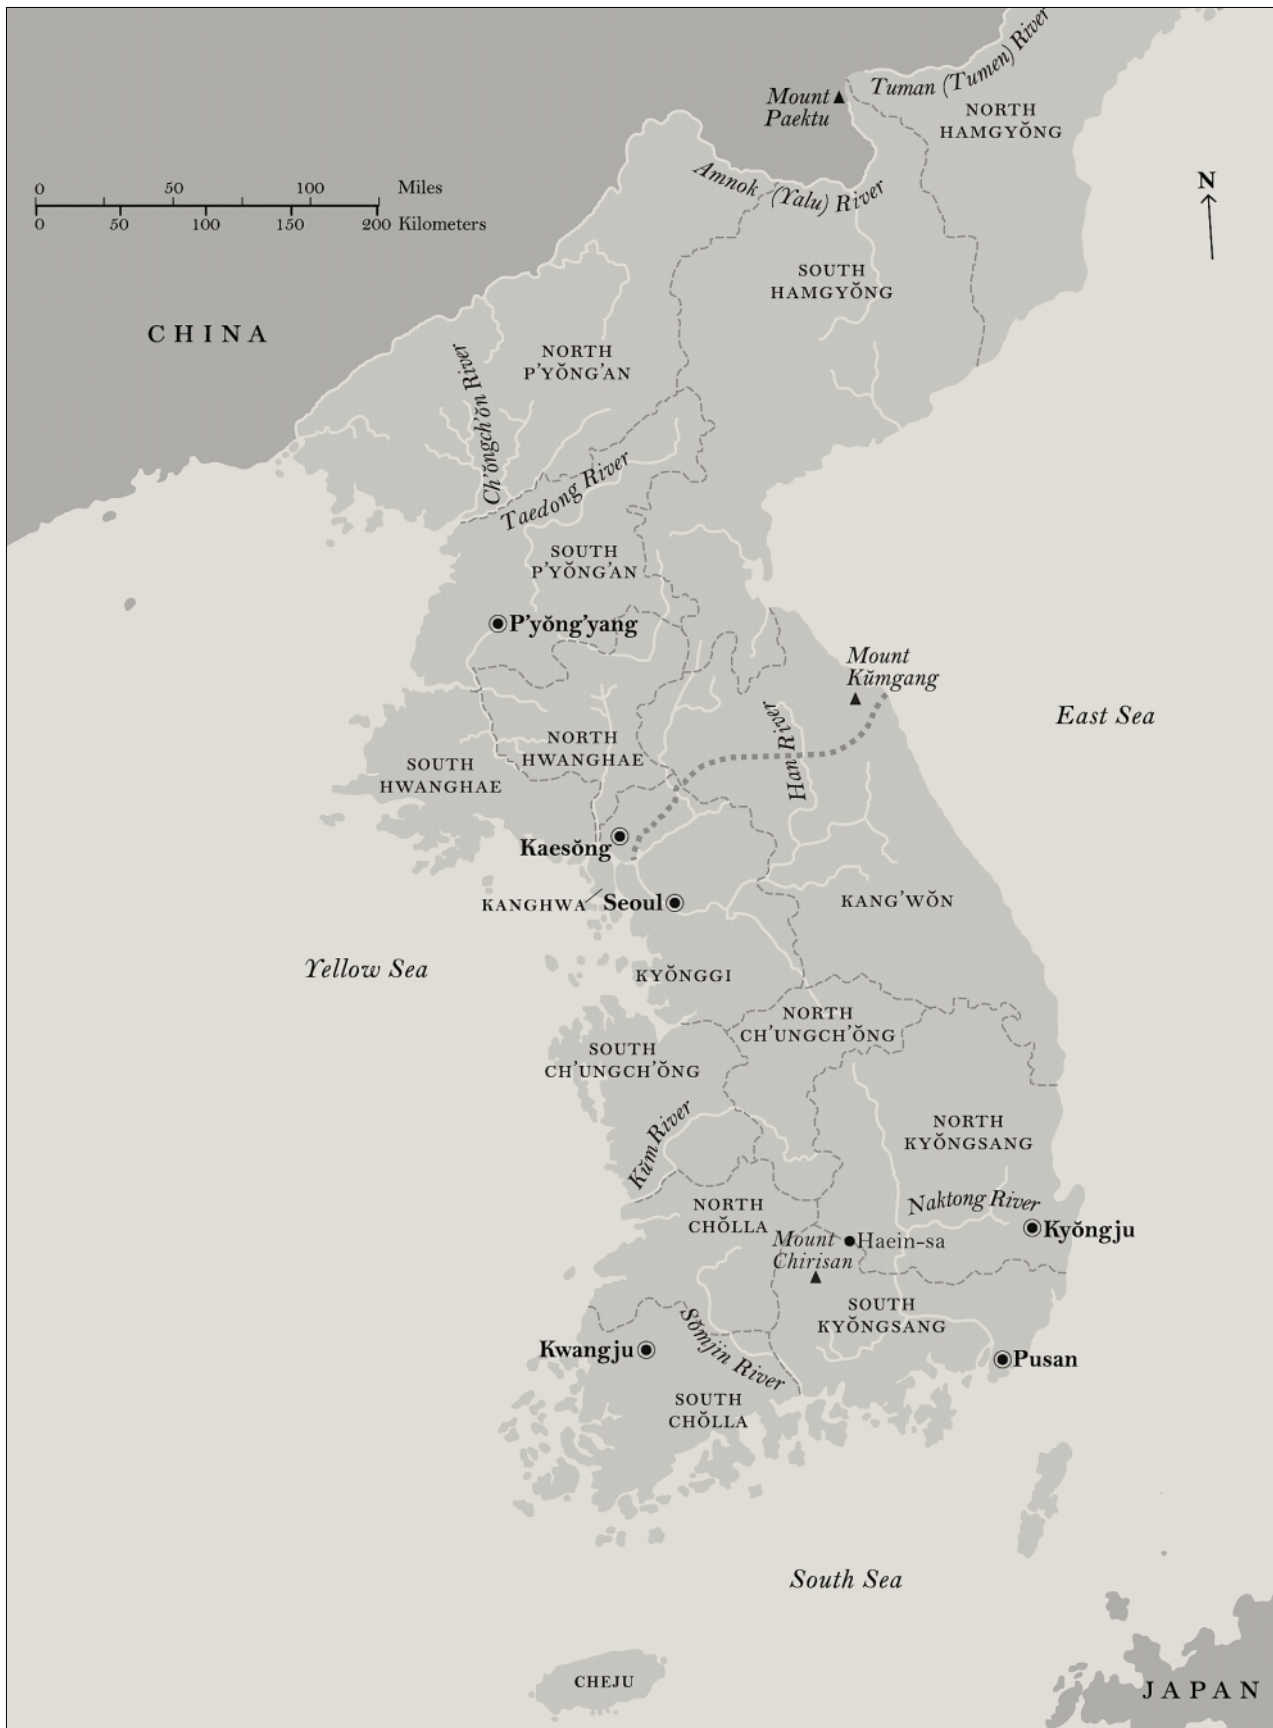 Tuman (Tumen) River
Mount
Paektu
NORTH
HAMGYŎNG
Amnok (Yalu) River
N
0 50 100 Miles
0 50 100 150 200 Kilometers
SOUTH
HAMGYŎNG
CHINA
NORTH
P'YŎNG'AN
Ch'ŏngch'ŏn River
Taedong River
SOUTH
P'YŎNG'AN
P'yŏng'yang
Mount
Kŭmgang
East Sea
Han River
NORTH
HWANGHAE
SOUTH
HWANGHAE
Kaesŏng
KANGHWA
Seoul
KANG'WŎN
Yellow Sea
KYŎNGGI
NORTH
CH'UNGCH'ŎNG
SOUTH
CH'UNGCH'ŎNG
Kŭm River
NORTH
KYŎNGSANG
Naktong River
NORTH
CHŎLLA
Kyŏngju
Mount
Chirisan
Haein-sa
SOUTH
KYŎNGSANG
Sŏmjin River
Kwangju
Pusan
SOUTH
CHŎLLA
South Sea
CHEJU
JAPAN